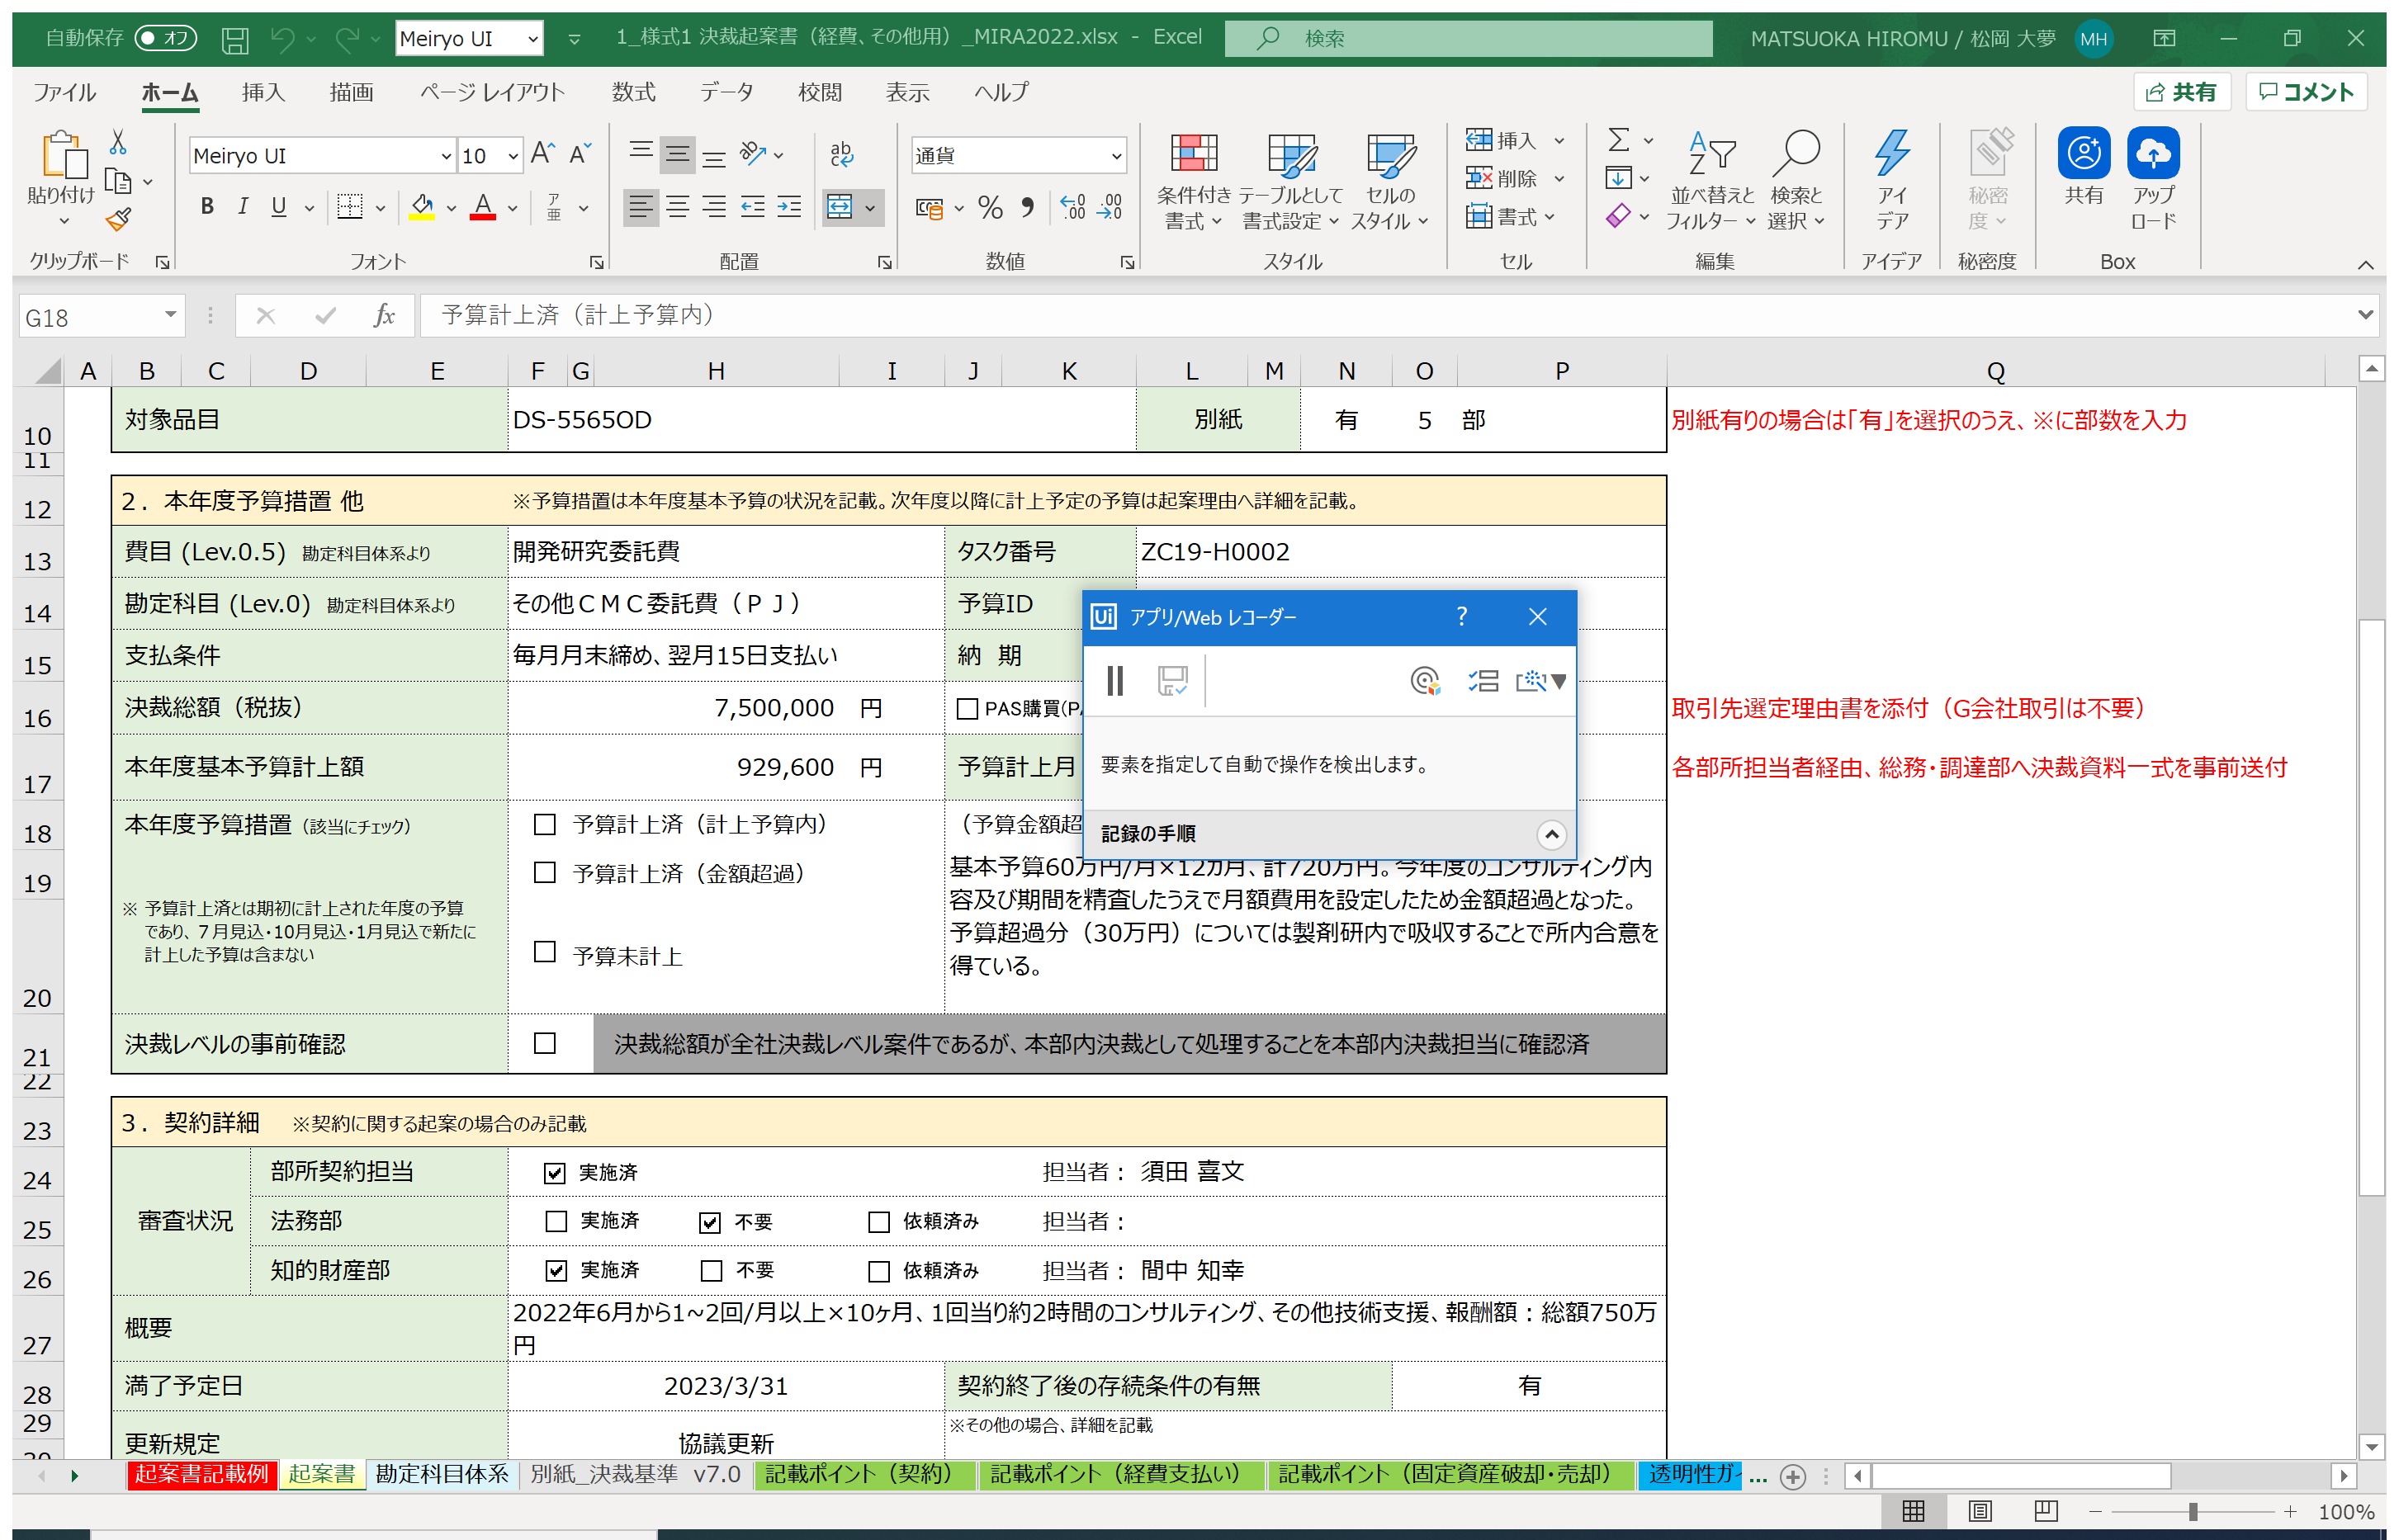 自動保存 オフ Meiryo UI 1_様式1 決裁起案書（経費、その他用）_MIRA2022.xlsx - Excel 検索 MATSUOKA HIROMU / 松岡 大夢 MH
ファイル ホーム 挿入 描画 ページ レイアウト 数式 データ 校閲 表示 ヘルプ 共有 コメント
貼り付け Meiryo UI 10 ab c 通貨 条件付き 書式 テーブルとして 書式設定 セルの スタイル 挿入 削除 書式 並べ替えと フィルター 検索と 選択 アイ デア 秘密 度 共有 アップ ロード
B I U A ア 亜 % .00
クリップボード フォント 配置 数値 スタイル セル 編集 アイデア 秘密度 Box
G18 fx 予算計上済（計上予算内）
A B C D E F G H I J K L M N O P Q
10 対象品目 DS-5565OD 別紙 有 5 部 別紙有りの場合は「有」を選択のうえ、※に部数を入力
11
12 2．本年度予算措置 他 ※予算措置は本年度基本予算の状況を記載。次年度以降に計上予定の予算は起案理由へ詳細を記載。
13 費目 (Lev.0.5) 勘定科目体系より 開発研究委託費 タスク番号 ZC19-H0002
14 勘定科目 (Lev.0) 勘定科目体系より その他ＣＭＣ委託費（ＰＪ） 予算ID
15 支払条件 毎月月末締め、翌月15日支払い 納 期
16 決裁総額（税抜） 7,500,000 円 PAS購買(PA 取引先選定理由書を添付（G会社取引は不要）
17 本年度基本予算計上額 929,600 円 予算計上月 各部所担当者経由、総務・調達部へ決裁資料一式を事前送付
Ui アプリ/Web レコーダー ?
要素を指定して自動で操作を検出します。
記録の手順
18 本年度予算措置（該当にチェック） 予算計上済（計上予算内） （予算金額超
19 予算計上済（金額超過） 基本予算60万円/月×12カ月、計720万円。今年度のコンサルティング内
容及び期間を精査したうえで月額費用を設定したため金額超過となった。
予算超過分（30万円）については製剤研内で吸収することで所内合意を
得ている。
※ 予算計上済とは期初に計上された年度の予算
であり、７月見込・10月見込・1月見込で新たに
計上した予算は含まない
20 予算未計上
21 決裁レベルの事前確認 決裁総額が全社決裁レベル案件であるが、本部内決裁として処理することを本部内決裁担当に確認済
22
23 3．契約詳細 ※契約に関する起案の場合のみ記載
24 部所契約担当 実施済 担当者： 須田 喜文
25 審査状況 法務部 実施済 不要 依頼済み 担当者：
26 知的財産部 実施済 不要 依頼済み 担当者： 間中 知幸
27 概要 2022年6月から1~2回/月以上×10ヶ月、1回当り約2時間のコンサルティング、その他技術支援、報酬額：総額750万
円
28 満了予定日 2023/3/31 契約終了後の存続条件の有無 有
29 ※その他の場合、詳細を記載
30 更新規定 協議更新
起案書記載例 起案書 勘定科目体系 別紙_決裁基準 v7.0 記載ポイント（契約） 記載ポイント（経費支払い） 記載ポイント（固定資産破却・売却） 透明性ガイ ...
100%